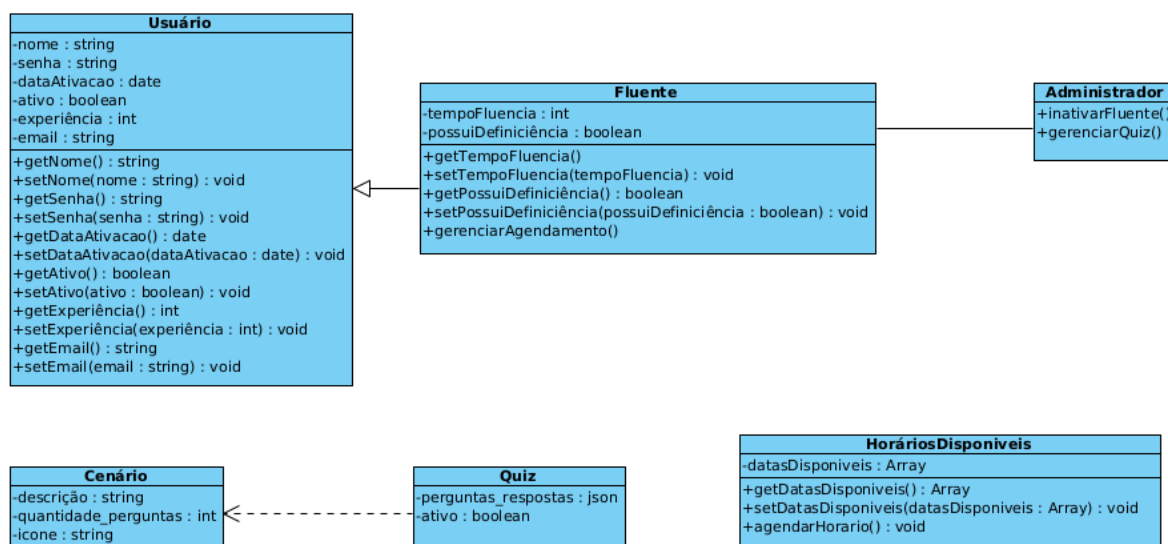 Usuário
-nome : string
-senha : string
-dataAtivacao : date
-ativo : boolean
-experiência : int
-email : string
+getNome() : string
+setNome(nome : string) : void
+getSenha() : string
+setSenha(senha : string) : void
+getDataAtivacao() : date
+setDataAtivacao(dataAtivacao : date) : void
+getAtivo() : boolean
+setAtivo(ativo : boolean) : void
+getExperiência() : int
+setExperiência(experiência : int) : void
+getEmail() : string
+setEmail(email : string) : void
Fluente
-tempoFluencia : int
-possuiDefiniciência : boolean
+getTempoFluencia()
+setTempoFluencia(tempoFluencia) : void
+getPossuiDefiniciência() : boolean
+setPossuiDefiniciência(possuiDefiniciência : boolean) : void
+gerenciarAgendamento()
Administrador
+inativarFluente()
+gerenciarQuiz()
Cenário
-descrição : string
-quantidade_perguntas : int
-icone : string
Quiz
-perguntas_respostas : json
-ativo : boolean
HoráriosDisponiveis
-datasDisponiveis : Array
+getDatasDisponiveis() : Array
+setDatasDisponiveis(datasDisponiveis : Array) : void
+agendarHorario() : void